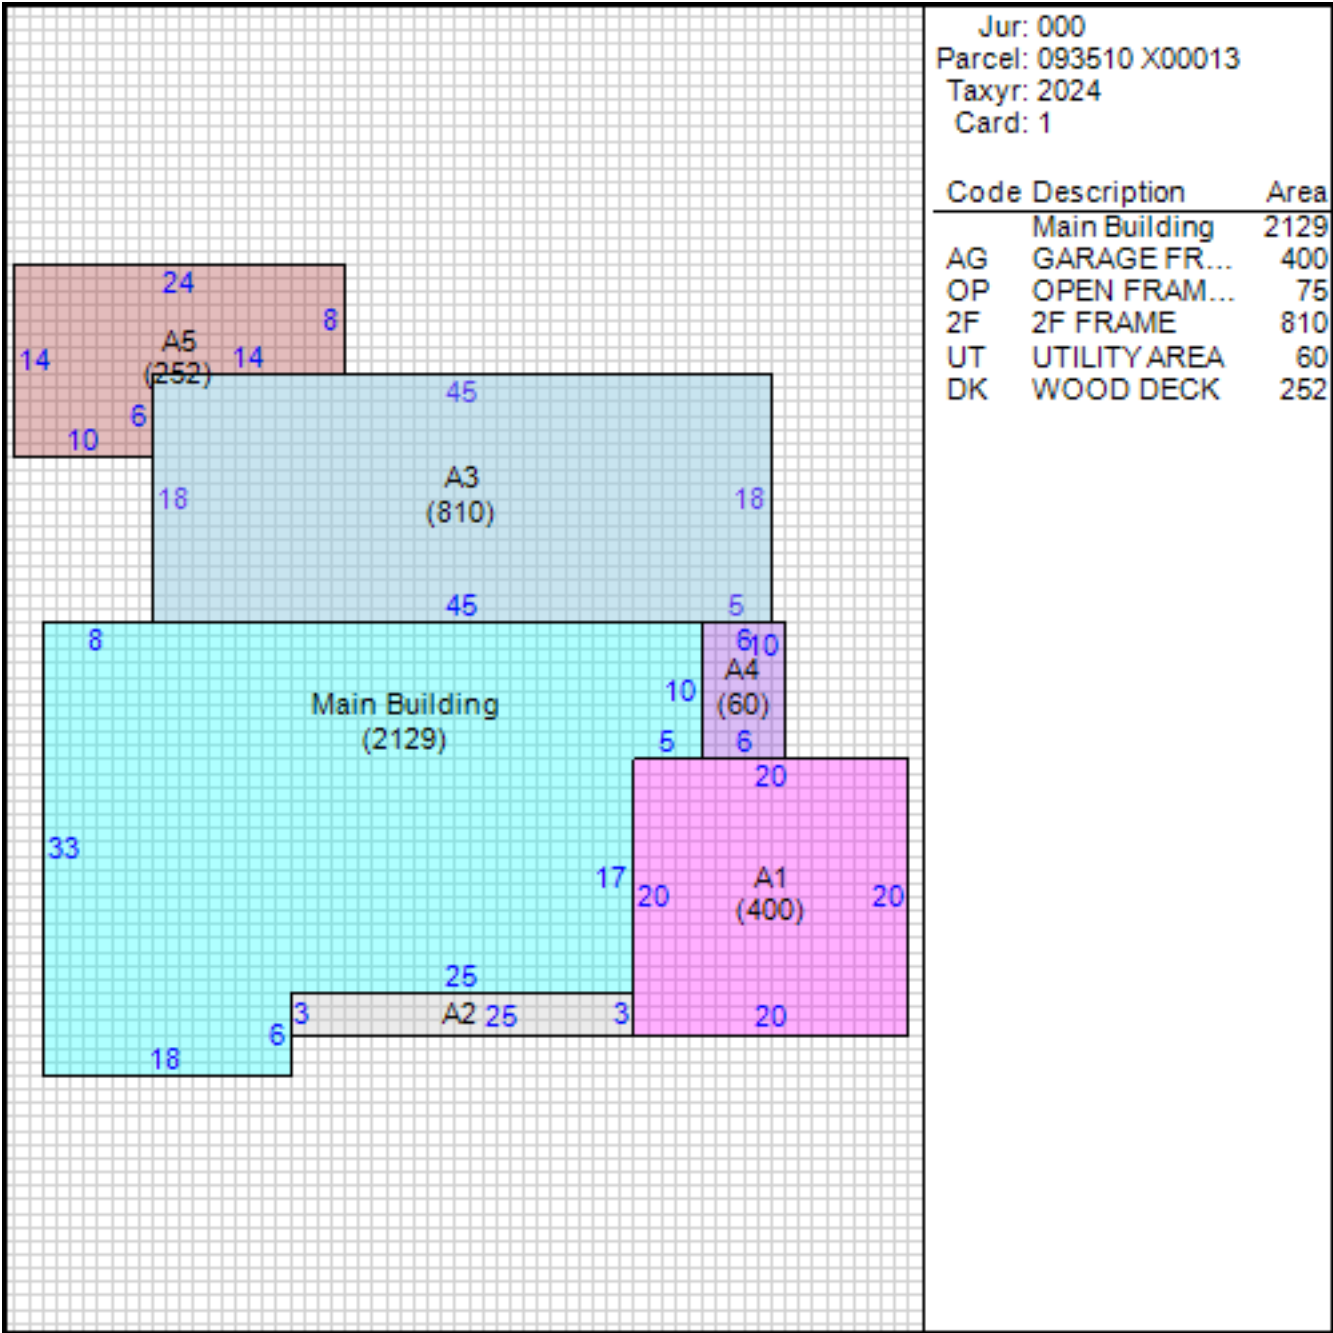 Jur: 000
Parcel: 093510 X00013
Taxyr: 2024
Card: 1
Code Description Area
Main Building 2129
AG GARAGE FR... 400
OP OPEN FRAM... 75
2F 2F FRAME 810
UT UTILITY AREA 60
DK WOOD DECK 252
24
8
A5
14
14
(252)
6
10
45
A3
18
18
(810)
45
5
8
6
10
A4
10
Main Building
(60)
(2129)
5
6
20
33
17
A1
20
20
(400)
25
3
A2
25
3
20
6
18